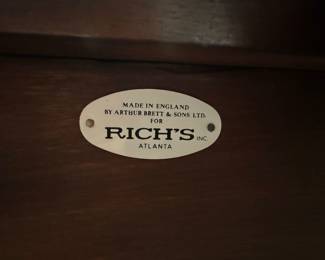 MADE IN ENGLAND
BY ARTHUR BRETT & SONS LTD.
FOR
RICH'S INC.
ATLANTA